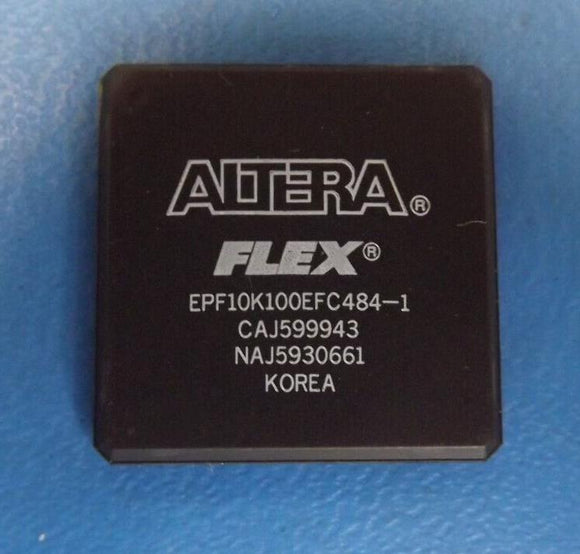 ALTERA®
FLEX®
EPF10K100EFC484-1
CAJ599943
NAJ5930661
KOREA